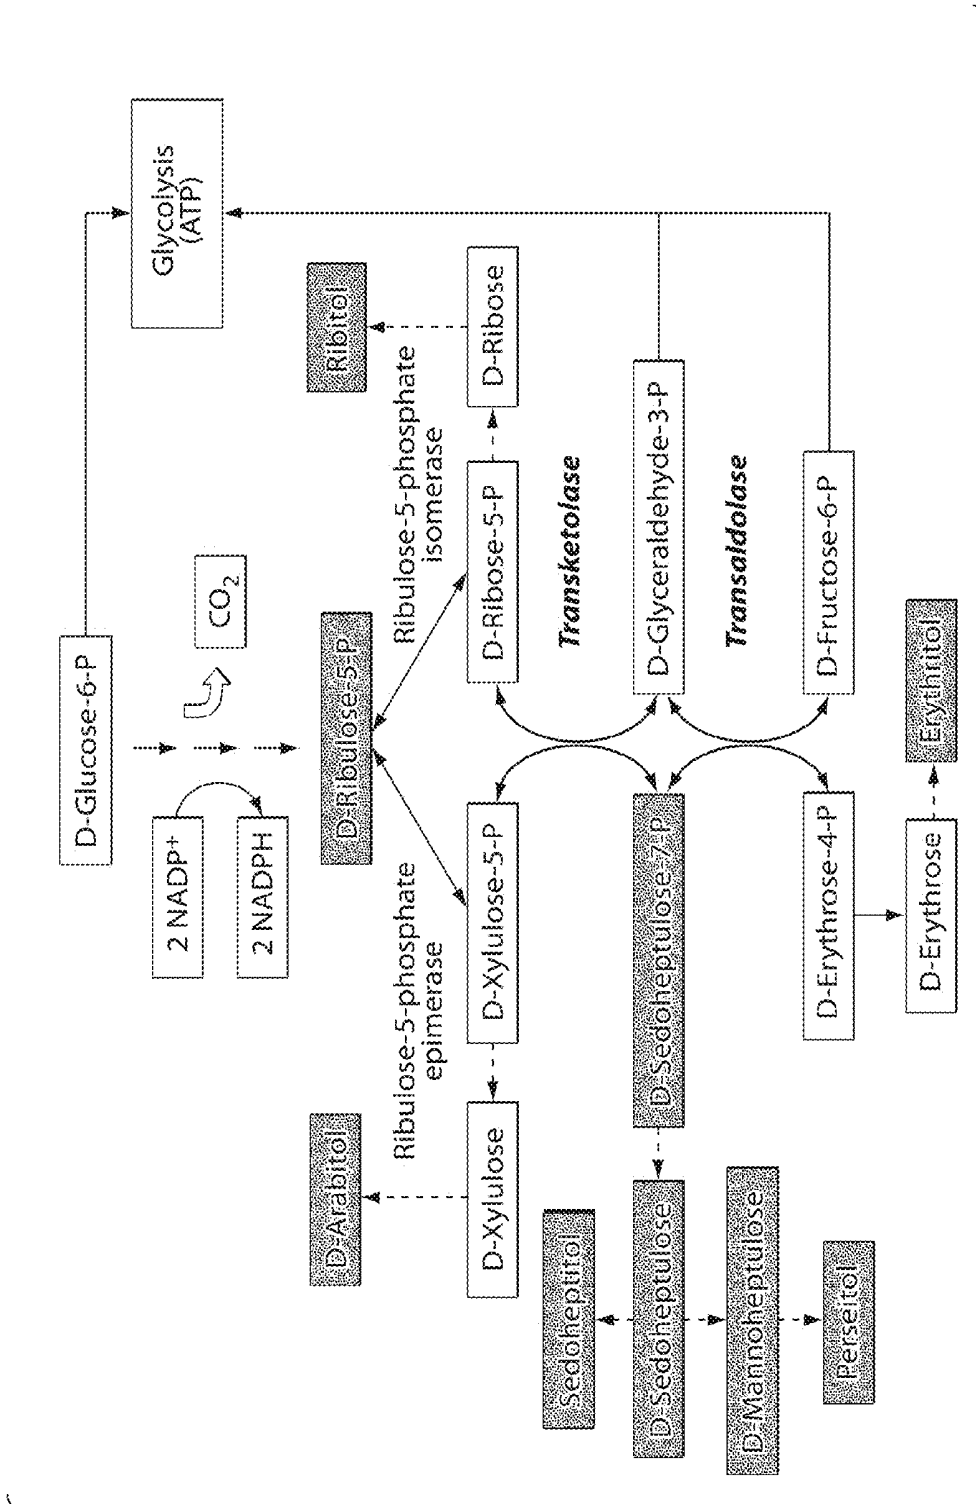 D-Glucose-6-P
Glycolysis
(ATP)
2 NADP+
2 NADPH
CO2
D-Arabitol
D-Ribulose-5-P
Ribitol
Ribulose-5-phosphate
epimerase
Ribulose-5-phosphate
isomerase
D-Xylulose
D-Xylulose-5-P
D-Ribose-5-P
D-Ribose
Sedoheptitol
Transketolase
D-Sedoheptulose
D-Sedoheptulose-7-P
D-Glyceraldehyde-3-P
D-Mannoheptulose
Transaldolase
Perseitol
D-Erythrose-4-P
D-Fructose-6-P
D-Erythrose
Erythritol